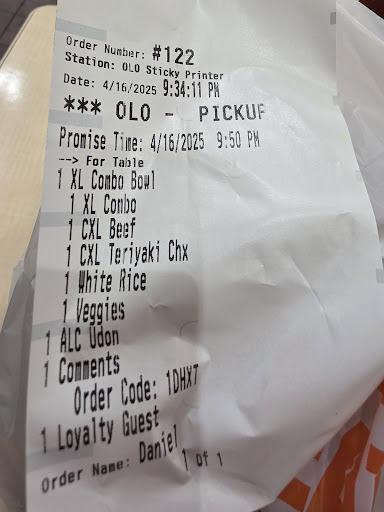 Order Number: #122
Station: OLO Sticky Printer
Date: 4/16/2025 9:34:11 PM
*** OLO - PICKUP
Promise Time: 4/16/2025 9:50 PM
--> For Table
1 XL Combo Bowl
1 XL Combo
1 CXL Beef
1 CXL Teriyaki Chx
1 White Rice
1 Veggies
1 ALC Udon
1 Comments
Order Code: 1DHXT
1 Loyalty Guest
Order Name: Daniel
1 of 1